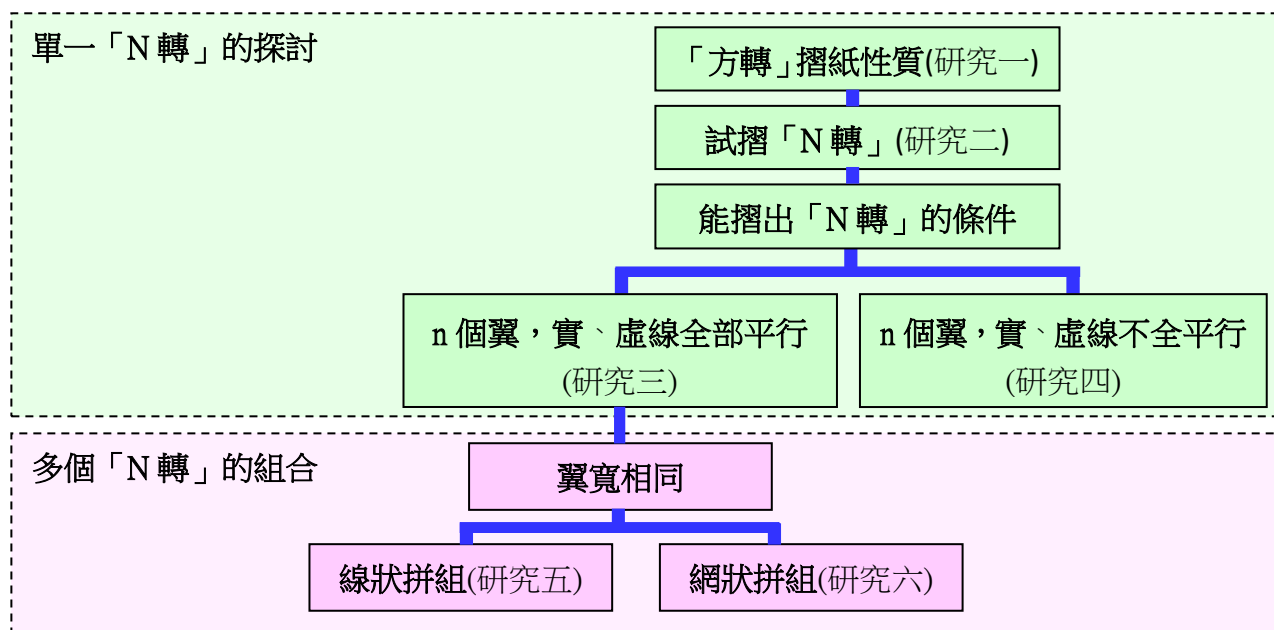 單一「N 轉」的探討
「方轉」摺紙性質(研究一)
試摺「N 轉」(研究二)
能摺出「N 轉」的條件
n 個翼，實、虛線全部平行
(研究三)
n 個翼，實、虛線不全平行
(研究四)
多個「N 轉」的組合
翼寬相同
線狀拼組(研究五)
網狀拼組(研究六)